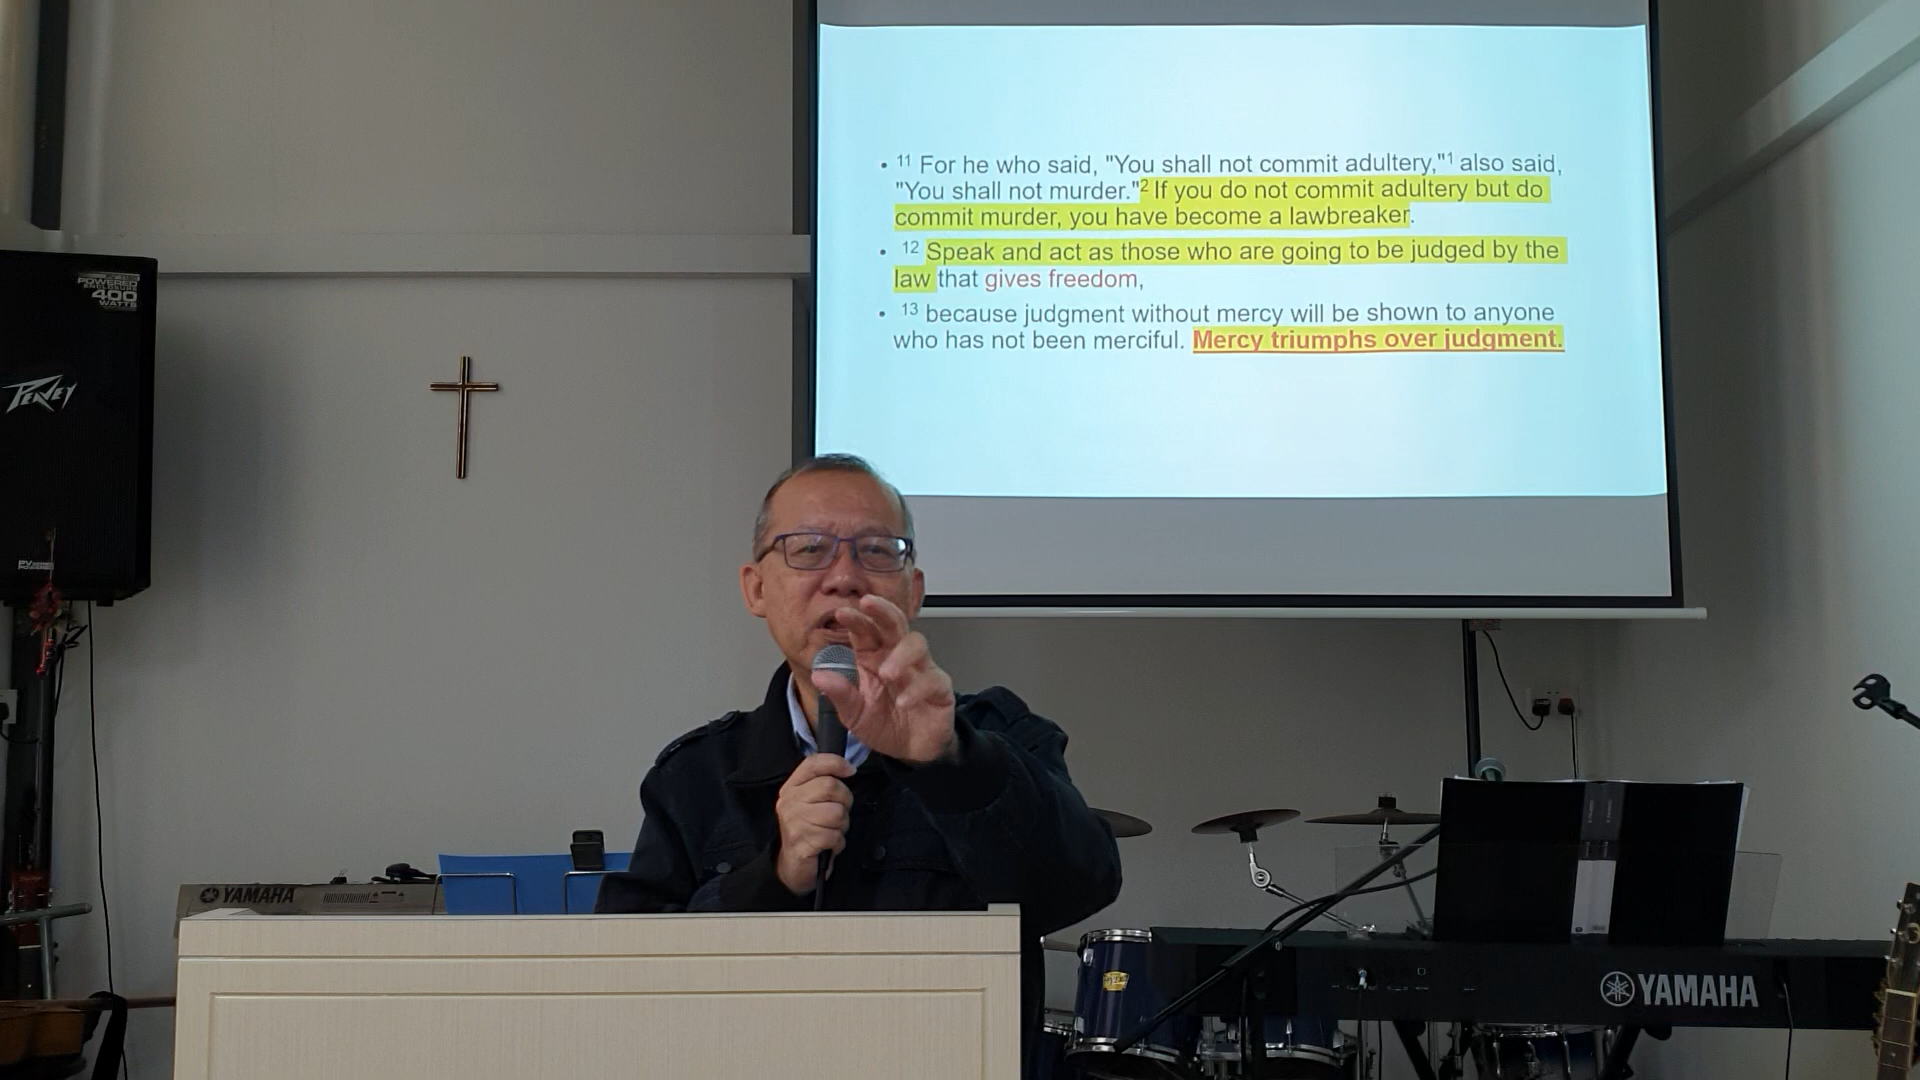 • 11 For he who said, "You shall not commit adultery,"1 also said,
"You shall not murder."2 If you do not commit adultery but do
commit murder, you have become a lawbreaker.
• 12 Speak and act as those who are going to be judged by the
law that gives freedom,
• 13 because judgment without mercy will be shown to anyone
who has not been merciful. Mercy triumphs over judgment.
POWERED
ENCLOSURE
400
WATTS
PEAVEY
YAMAHA
YAMAHA